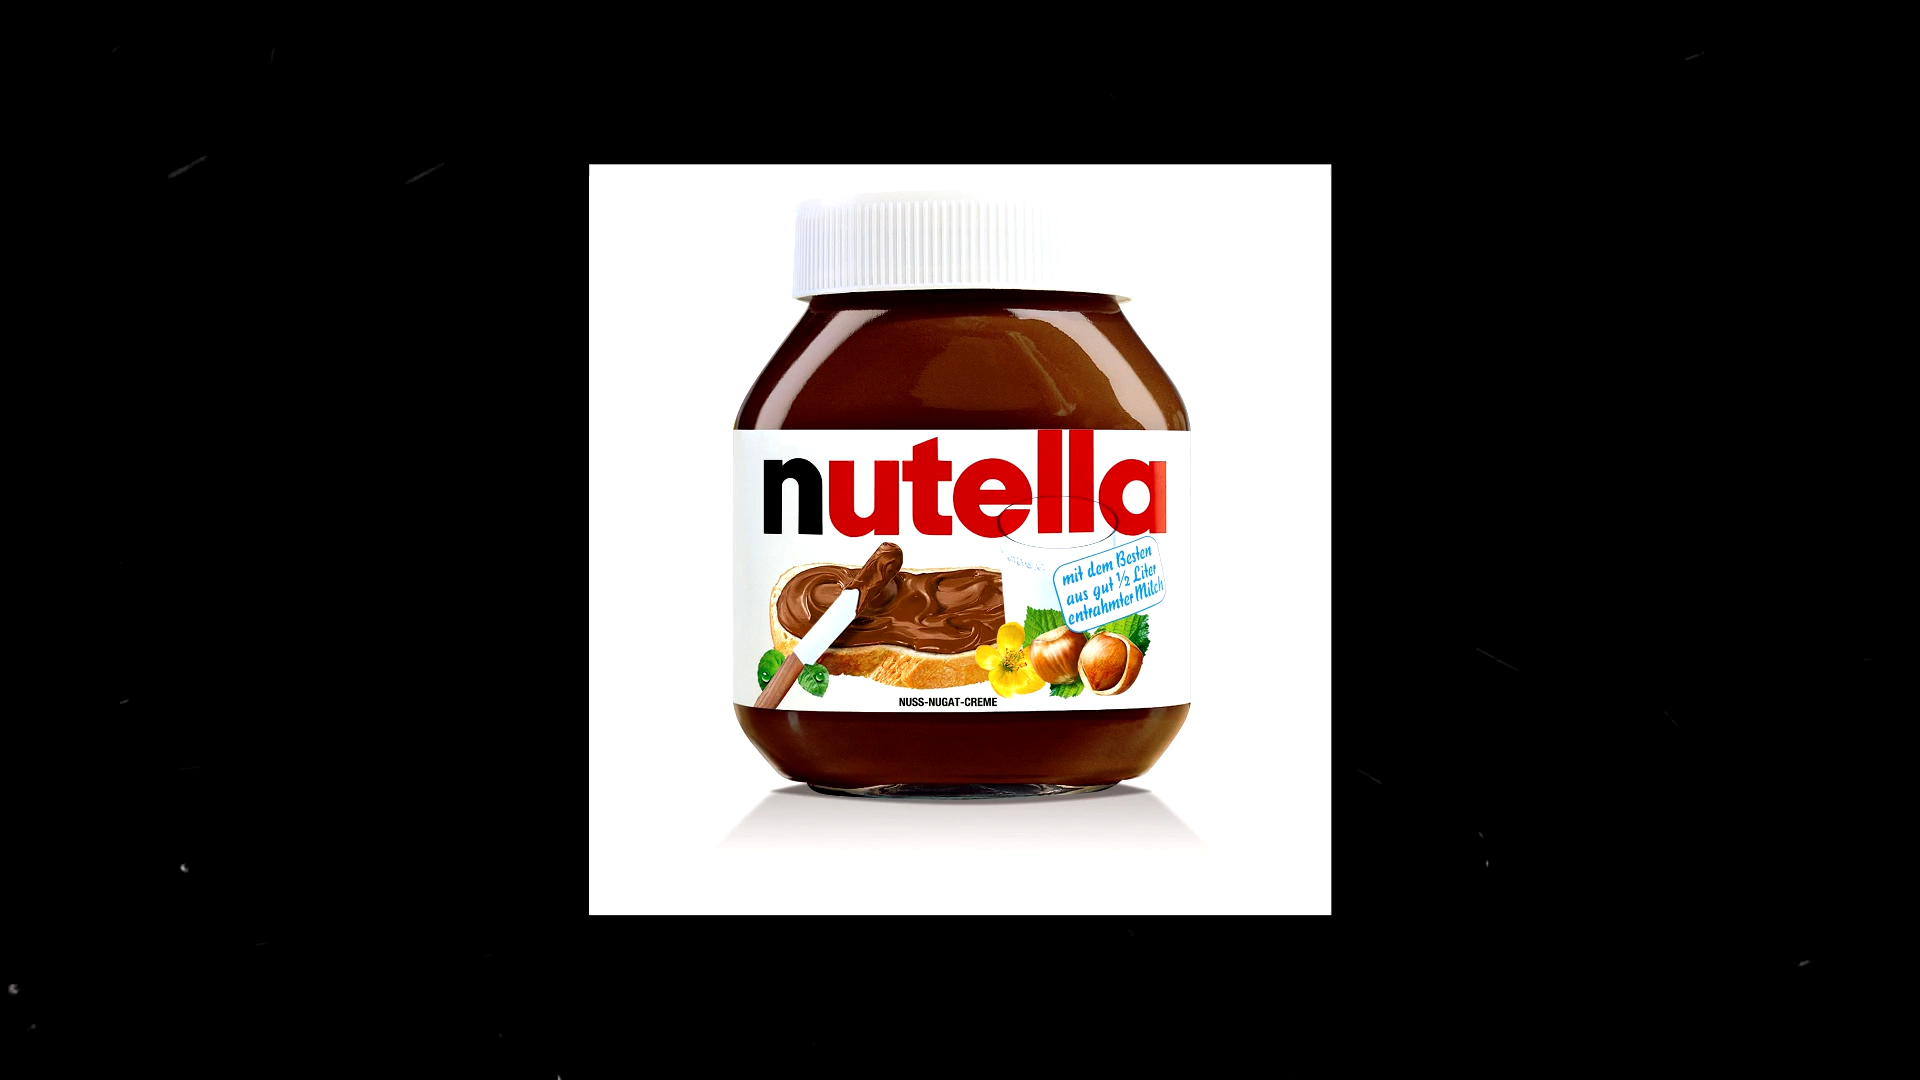 nutella
mit dem Besten
aus gut ½ Liter
entrahmter Milch
NUSS-NUGAT-CREME